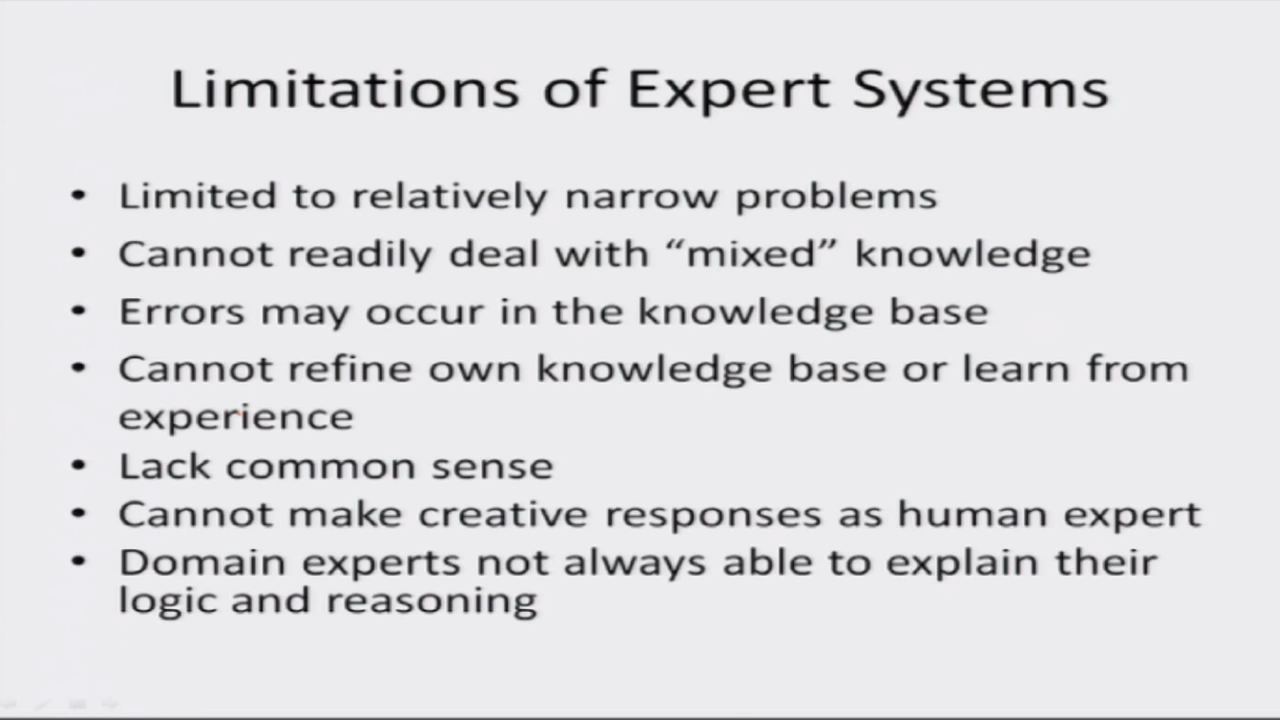 Limitations of Expert Systems
• Limited to relatively narrow problems
• Cannot readily deal with “mixed” knowledge
• Errors may occur in the knowledge base
• Cannot refine own knowledge base or learn from
experience
• Lack common sense
• Cannot make creative responses as human expert
• Domain experts not always able to explain their
logic and reasoning